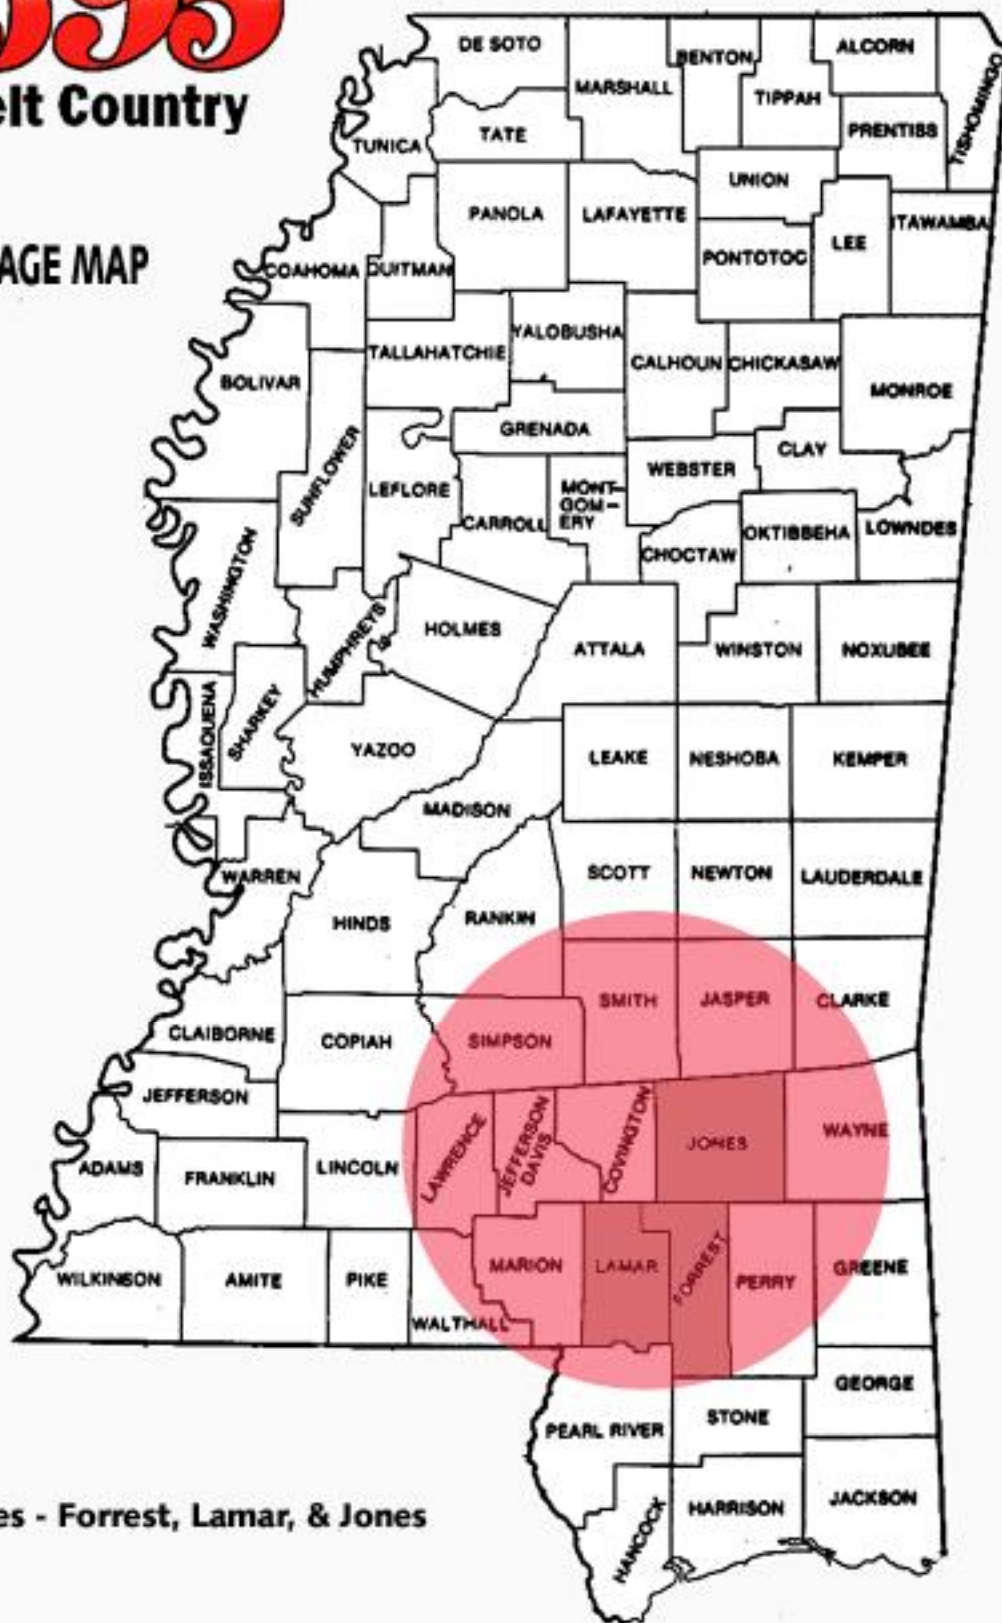 elt Country
AGE MAP
DE SOTO
BENTON
ALCORN
MARSHALL
TIPPAH
TISHOMINGO
TUNICA
TATE
PRENTISS
UNION
PANOLA
LAFAYETTE
ITAWAMBA
LEE
PONTOTOC
COAHOMA
QUITMAN
YALOBUSHA
TALLAHATCHIE
CALHOUN
CHICKASAW
BOLIVAR
MONROE
GRENADA
CLAY
SUNFLOWER
WEBSTER
LEFLORE
MONT-
GOM-
ERY
CARROLL
OKTIBBEHA
LOWNDES
CHOCTAW
WASHINGTON
HUMPHREYS
HOLMES
ATTALA
WINSTON
NOXUBEE
ISSAQUENA
SHARKEY
YAZOO
LEAKE
NESHOBA
KEMPER
MADISON
WARREN
SCOTT
NEWTON
LAUDERDALE
HINDS
RANKIN
SMITH
JASPER
CLARKE
CLAIBORNE
COPIAH
SIMPSON
JEFFERSON
LAWRENCE
JEFFERSON
DAVIS
COVINGTON
JONES
WAYNE
ADAMS
FRANKLIN
LINCOLN
WILKINSON
AMITE
PIKE
MARION
LAMAR
FORREST
PERRY
GREENE
WALTHALL
GEORGE
PEARL RIVER
STONE
HANCOCK
HARRISON
JACKSON
es - Forrest, Lamar, & Jones